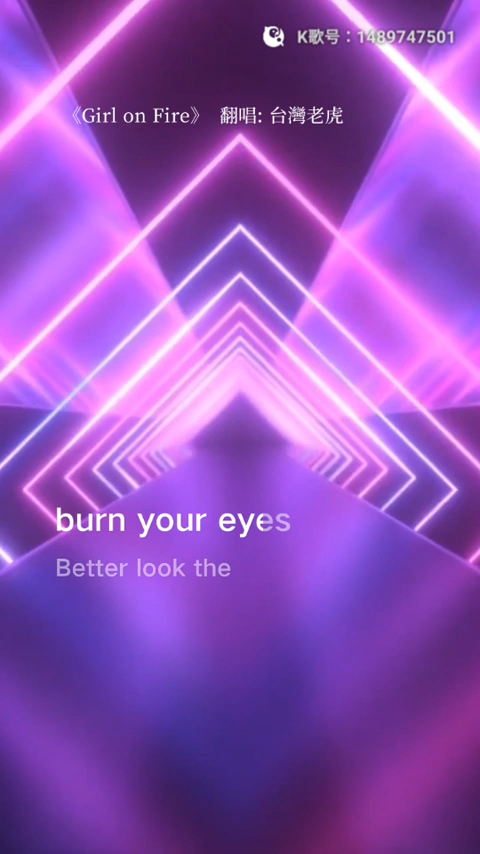 K歌号：1489747501
《Girl on Fire》 翻唱: 台灣老虎
burn your eyes
Better look the